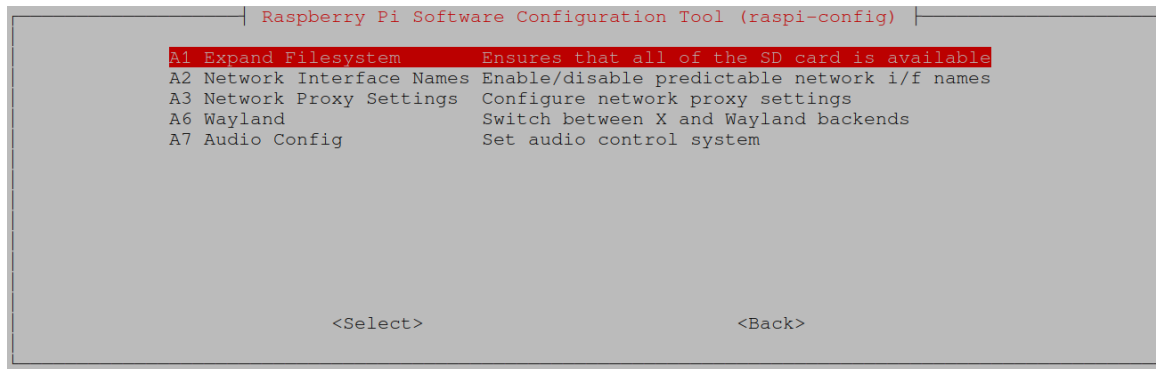 Raspberry Pi Software Configuration Tool (raspi-config)
A1 Expand Filesystem Ensures that all of the SD card is available
A2 Network Interface Names Enable/disable predictable network i/f names
A3 Network Proxy Settings Configure network proxy settings
A6 Wayland Switch between X and Wayland backends
A7 Audio Config Set audio control system
<Select> <Back>